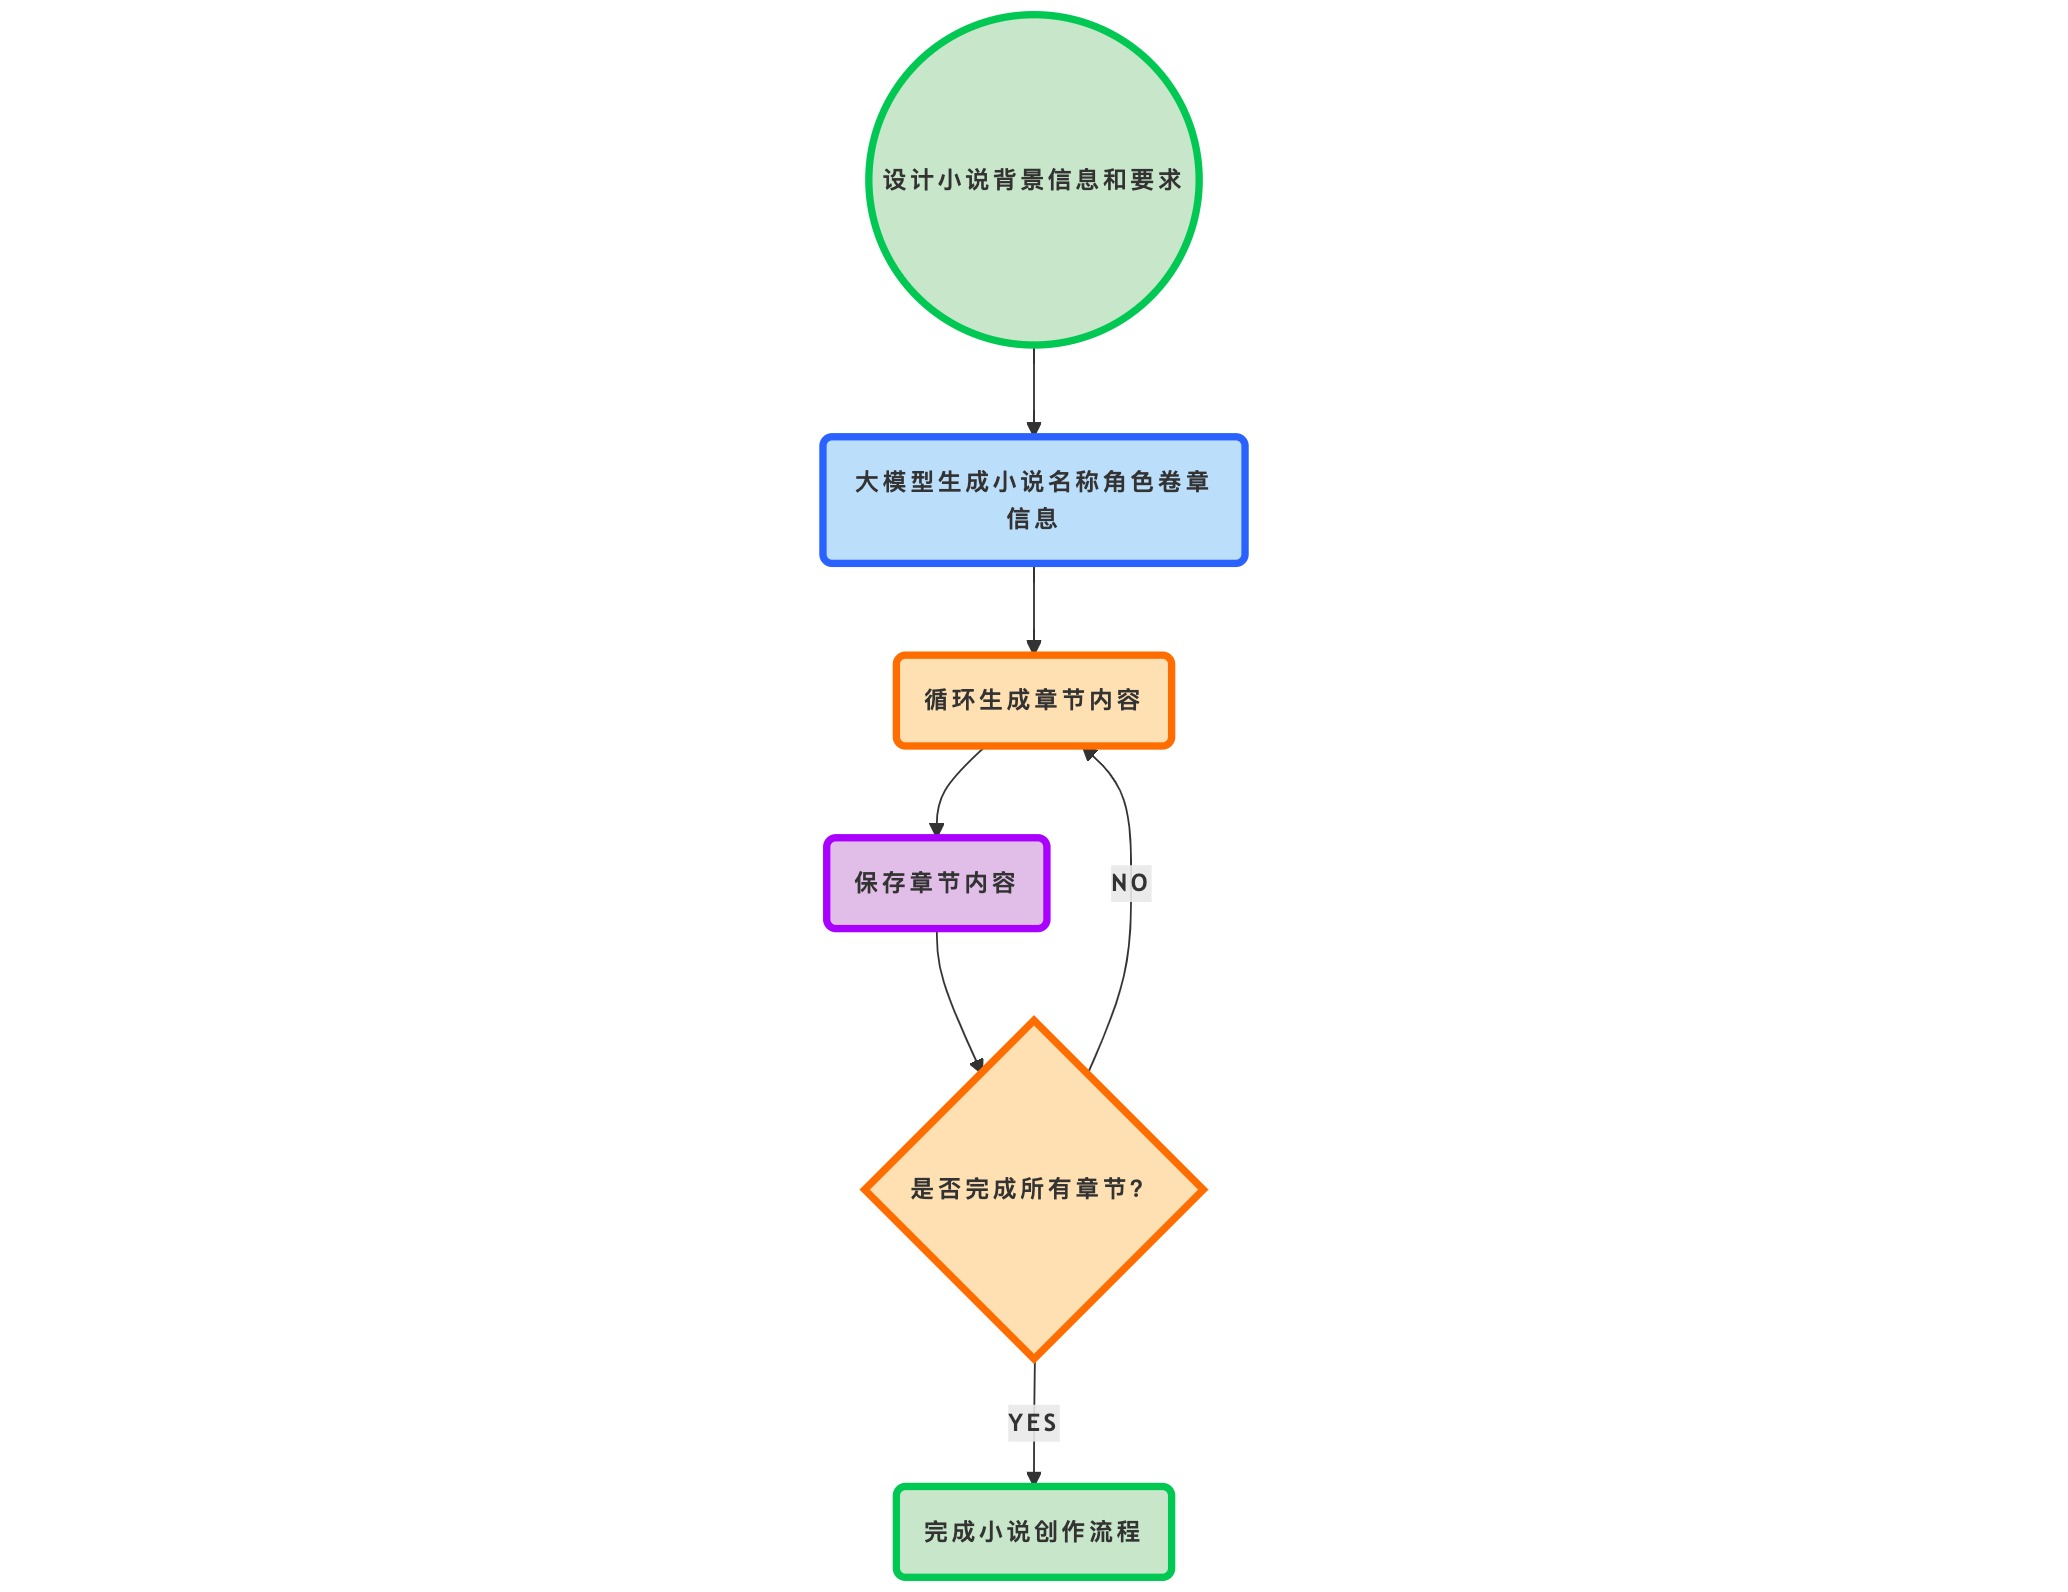 设计小说背景信息和要求
大模型生成小说名称角色卷章
信息
循环生成章节内容
保存章节内容
NO
是否完成所有章节?
YES
完成小说创作流程